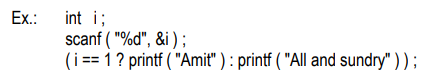 Ex.: int i ;
scanf ( "%d", &i ) ;
( i == 1 ? printf ( "Amit" ) : printf ( "All and sundry" ) ) ;